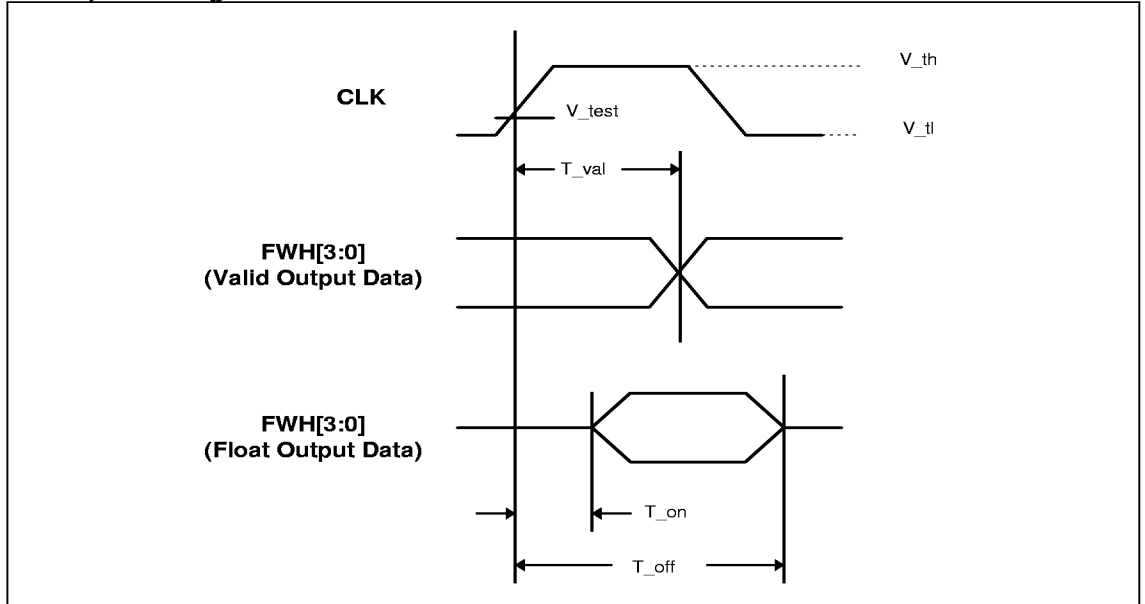 CLK
V_th
V_test
V_tl
T_val
FWH[3:0]
(Valid Output Data)
FWH[3:0]
(Float Output Data)
T_on
T_off